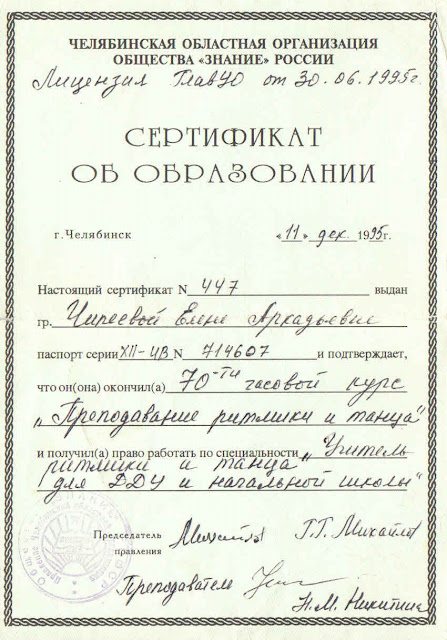 ЧЕЛЯБИНСКАЯ ОБЛАСТНАЯ ОРГАНИЗАЦИЯ
ОБЩЕСТВА «ЗНАНИЕ» РОССИИ
Лицензия ГлавУО от 30.06.1995г.
СЕРТИФИКАТ
ОБ ОБРАЗОВАНИИ
г.Челябинск «11» дек. 1995г.
Настоящий сертификат N 447 выдан
гр. Чипеевой Елене Аркадьевне
паспорт серии XII-ИВ N 714607 и подтверждает,
что он(она) окончил(а) 70-ти часовой курс
„Преподавание ритмики и танца"
и получил(а) право работать по специальности „Учитель
ритмики и танца
для ДДУ и начальной школы"
Председатель
правления Г.Г. Михайлов
Преподаватель
Н.М. Никитина